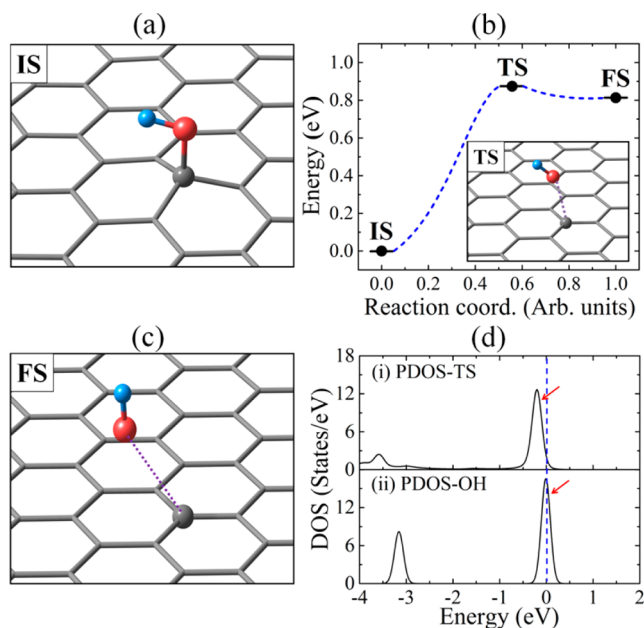 (a)
IS
(b)
Energy (eV)
1.0
0.8
0.6
0.4
0.2
0.0
IS
TS
FS
TS
0.0 0.2 0.4 0.6 0.8 1.0
Reaction coord. (Arb. units)
(c)
FS
(d)
DOS (States/eV)
18
12
6
0
(i) PDOS-TS
12
6
0
(ii) PDOS-OH
-4 -3 -2 -1 0 1 2
Energy (eV)